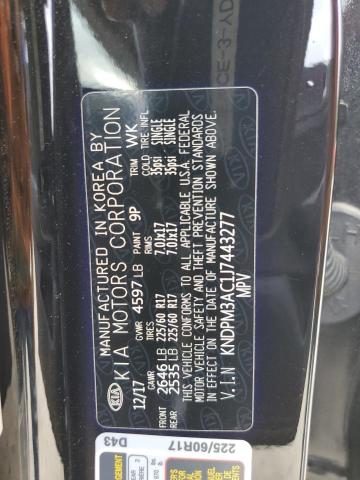 MANUFACTURED IN KOREA BY
KIA MOTORS CORPORATION
12/17 GVWR 4597 LB PAINT 9P TRIM WK
GAWR TIRES RIMS COLD TIRE INFL
FRONT 2646 LB 225/60 R17 7.0JX17 35psi SINGLE
REAR 2535 LB 225/60 R17 7.0JX17 35psi SINGLE
THIS VEHICLE CONFORMS TO ALL APPLICABLE U.S.A. FEDERAL
MOTOR VEHICLE SAFETY AND THEFT PREVENTION STANDARDS
IN EFFECT ON THE DATE OF MANUFACTURE SHOWN ABOVE.
V.I.N KNDPM3AC1J7443277
MPV
KIA
D43
225/60R17